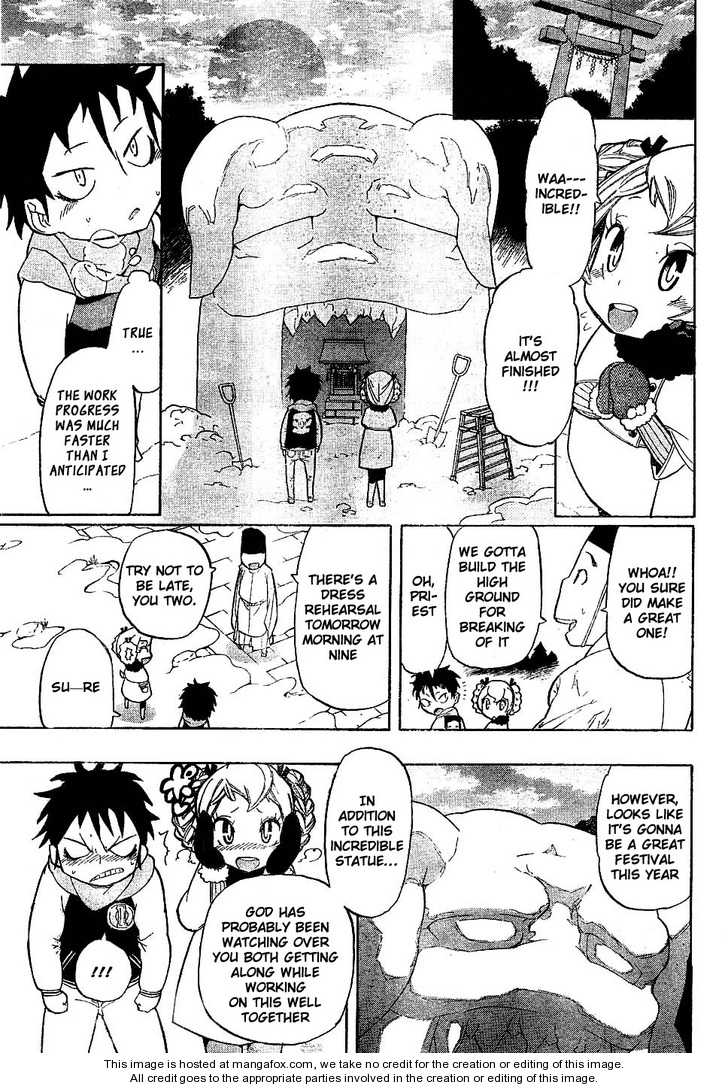 WAA---
INCRED-
IBLE!!
IT'S
ALMOST
FINISHED
!!!
TRUE
...
THE WORK
PROGRESS
WAS MUCH
FASTER
THAN I
ANTICIPATED
...
WHOA!!
YOU SURE
DID MAKE
A GREAT
ONE!
WE GOTTA
BUILD THE
HIGH
GROUND
FOR
BREAKING
OF IT
OH,
PRI-
EST
THERE'S A
DRESS
REHEARSAL
TOMORROW
MORNING AT
NINE
TRY NOT TO
BE LATE,
YOU TWO.
SU—RE
HOWEVER,
LOOKS LIKE
IT'S GONNA
BE A GREAT
FESTIVAL
THIS YEAR
IN
ADDITION
TO THIS
INCREDIBLE
STATUE...
GOD HAS
PROBABLY BEEN
WATCHING OVER
YOU BOTH GETTING
ALONG WHILE
WORKING
ON THIS WELL
TOGETHER
!!!
This image is hosted at mangafox.com, we take no credit for the creation or editing of this image.
All credit goes to the appropriate parties involved in the creation or editing of this image.